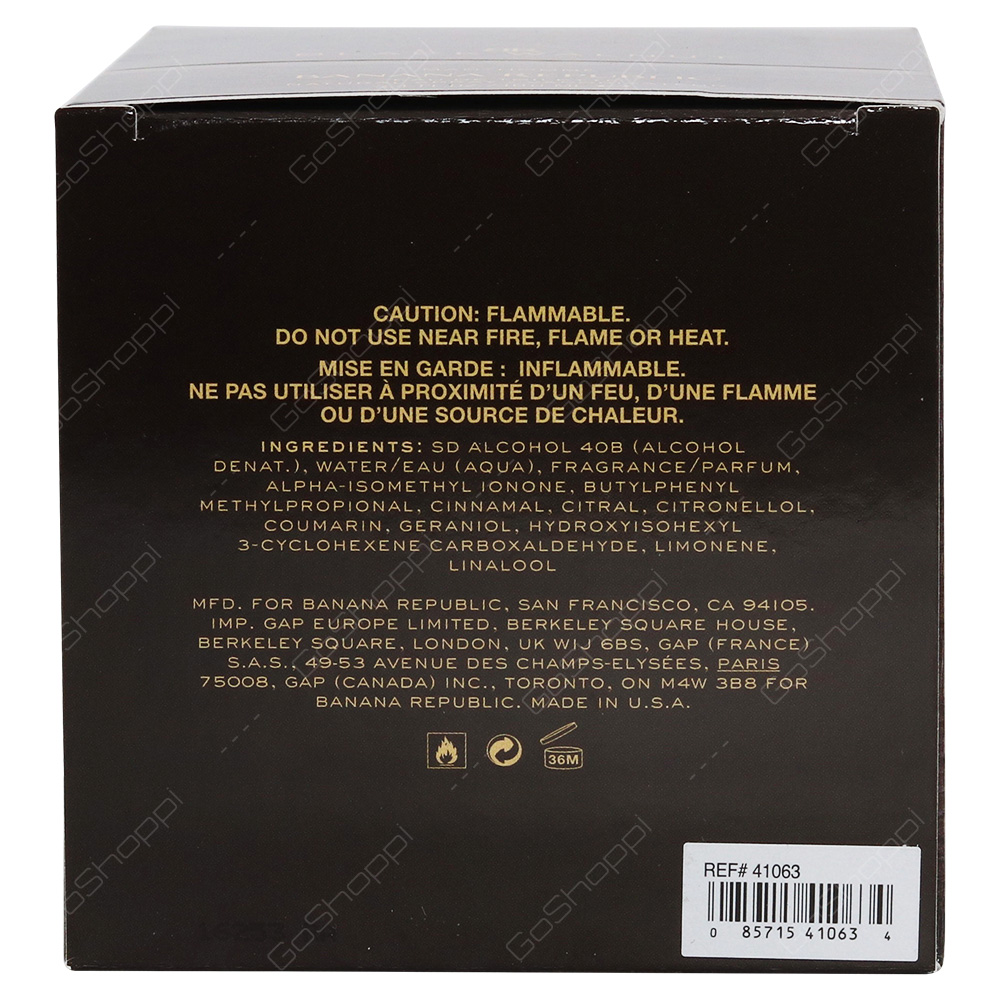 BANANA REPUBLIC
CAUTION: FLAMMABLE.
DO NOT USE NEAR FIRE, FLAME OR HEAT.
MISE EN GARDE : INFLAMMABLE.
NE PAS UTILISER À PROXIMITÉ D'UN FEU, D'UNE FLAMME
OU D'UNE SOURCE DE CHALEUR.
INGREDIENTS: SD ALCOHOL 40B (ALCOHOL
DENAT.), WATER/EAU (AQUA), FRAGRANCE/PARFUM,
ALPHA-ISOMETHYL IONONE, BUTYLPHENYL
METHYLPROPIONAL, CINNAMAL, CITRAL, CITRONELLOL,
COUMARIN, GERANIOL, HYDROXYISOHEXYL
3-CYCLOHEXENE CARBOXALDEHYDE, LIMONENE,
LINALOOL
MFD. FOR BANANA REPUBLIC, SAN FRANCISCO, CA 94105.
IMP. GAP EUROPE LIMITED, BERKELEY SQUARE HOUSE,
BERKELEY SQUARE, LONDON, UK W1J 6BS, GAP (FRANCE)
S.A.S., 49-53 AVENUE DES CHAMPS-ELYSÉES, PARIS
75008, GAP (CANADA) INC., TORONTO, ON M4W 3B8 FOR
BANANA REPUBLIC. MADE IN U.S.A.
36M
REF# 41063
0 85715 41063 4
GoShoppi